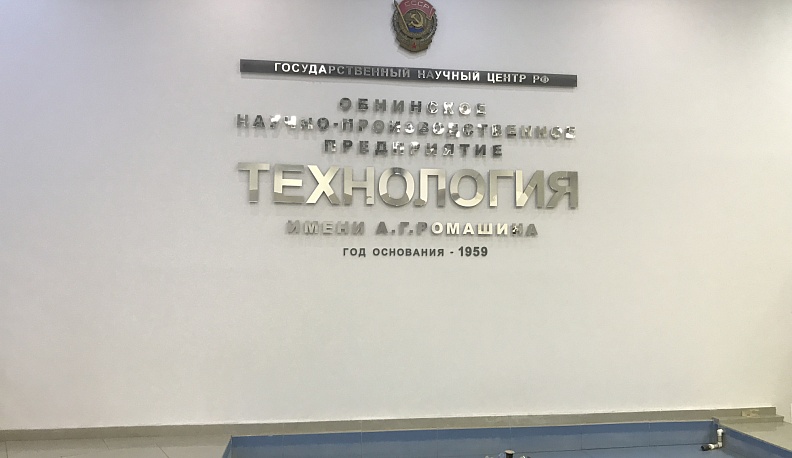 СССР
ГОСУДАРСТВЕННЫЙ НАУЧНЫЙ ЦЕНТР РФ
ОБНИНСКОЕ
НАУЧНО-ПРОИЗВОДСТВЕННОЕ
ПРЕДПРИЯТИЕ
ТЕХНОЛОГИЯ
ИМЕНИ А.Г.РОМАШИНА
ГОД ОСНОВАНИЯ - 1959